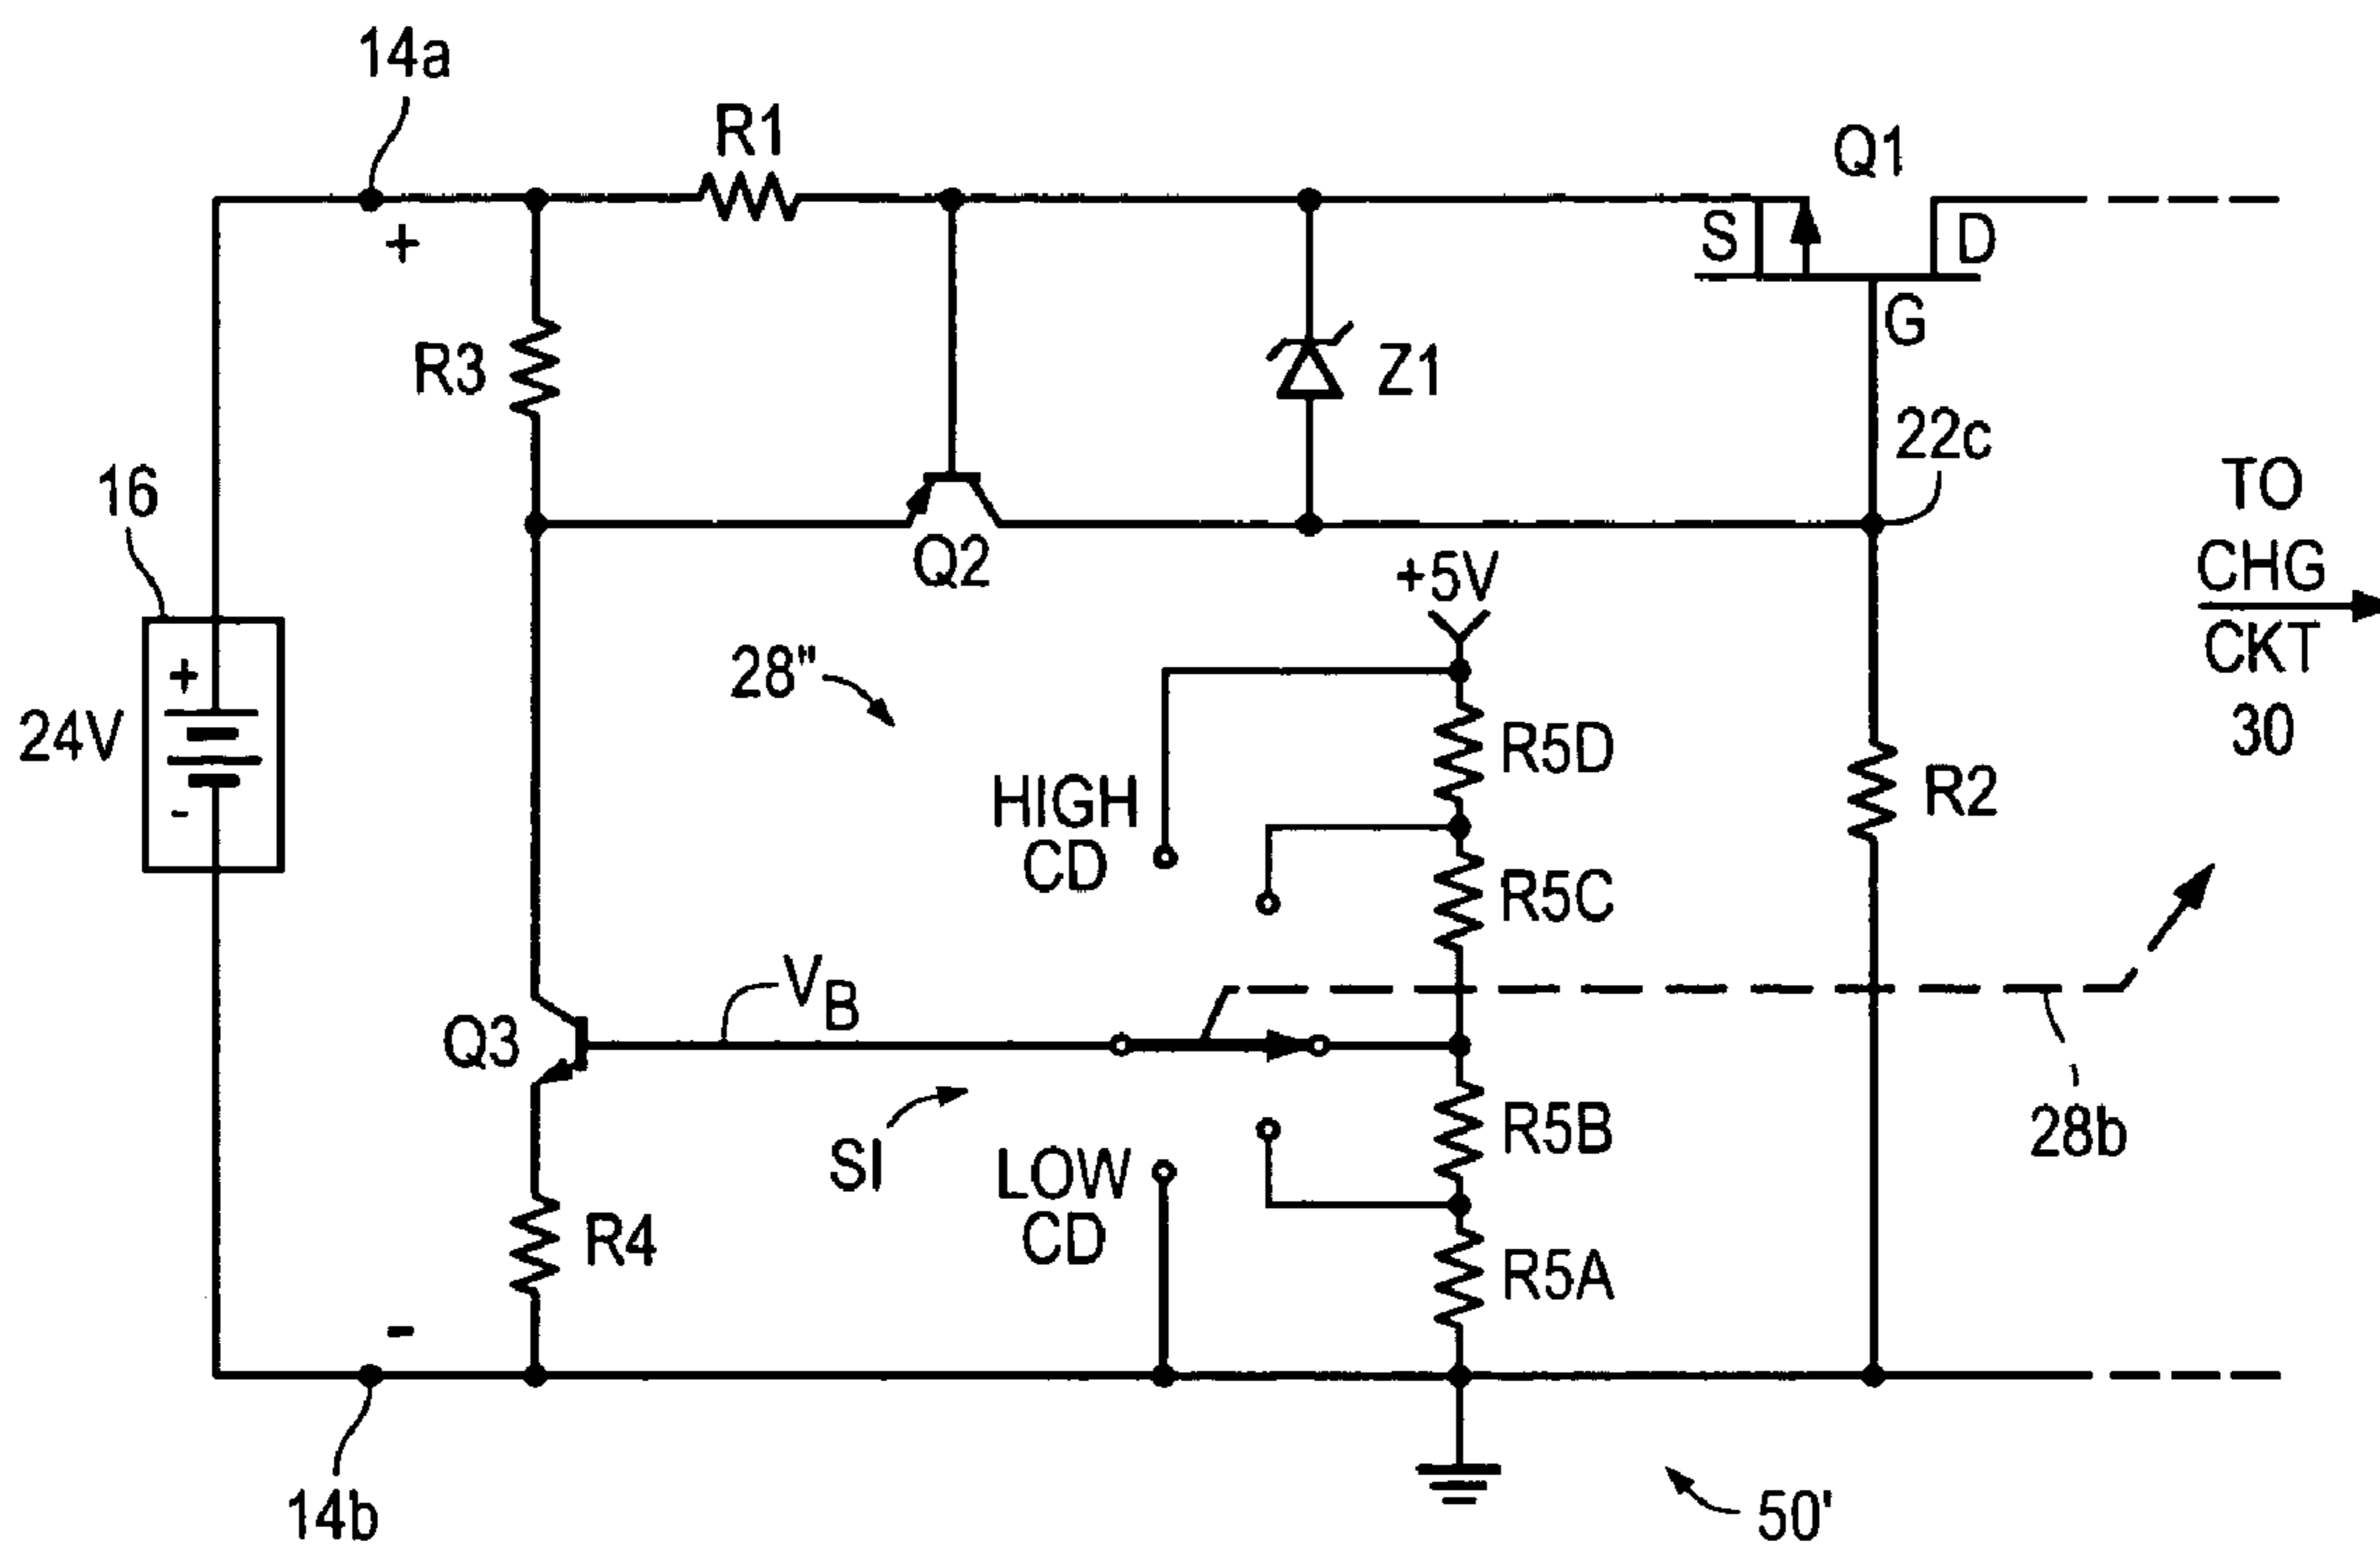 14a
R1
Q1
+
S
D
G
R3
Z1
22c
16
Q2
TO
CHG
CKT
30
+5V
28"
+
24V
-
R5D
HIGH
CD
R2
R5C
VB
Q3
SI
R5B
28b
LOW
CD
R4
R5A
-
14b
50'